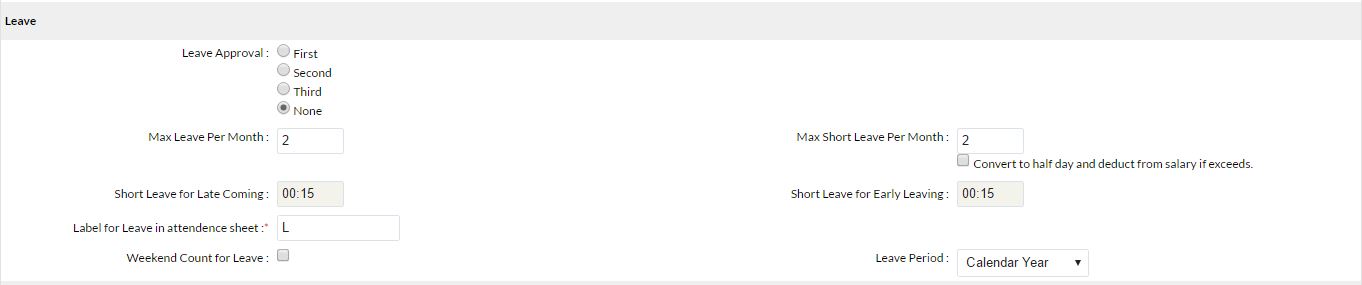 Leave
Leave Approval :
First
Second
Third
None
Max Leave Per Month :
2
Max Short Leave Per Month :
2
Convert to half day and deduct from salary if exceeds.
Short Leave for Late Coming :
00:15
Short Leave for Early Leaving :
00:15
Label for Leave in attendence sheet :*
L
Weekend Count for Leave :
Leave Period :
Calendar Year